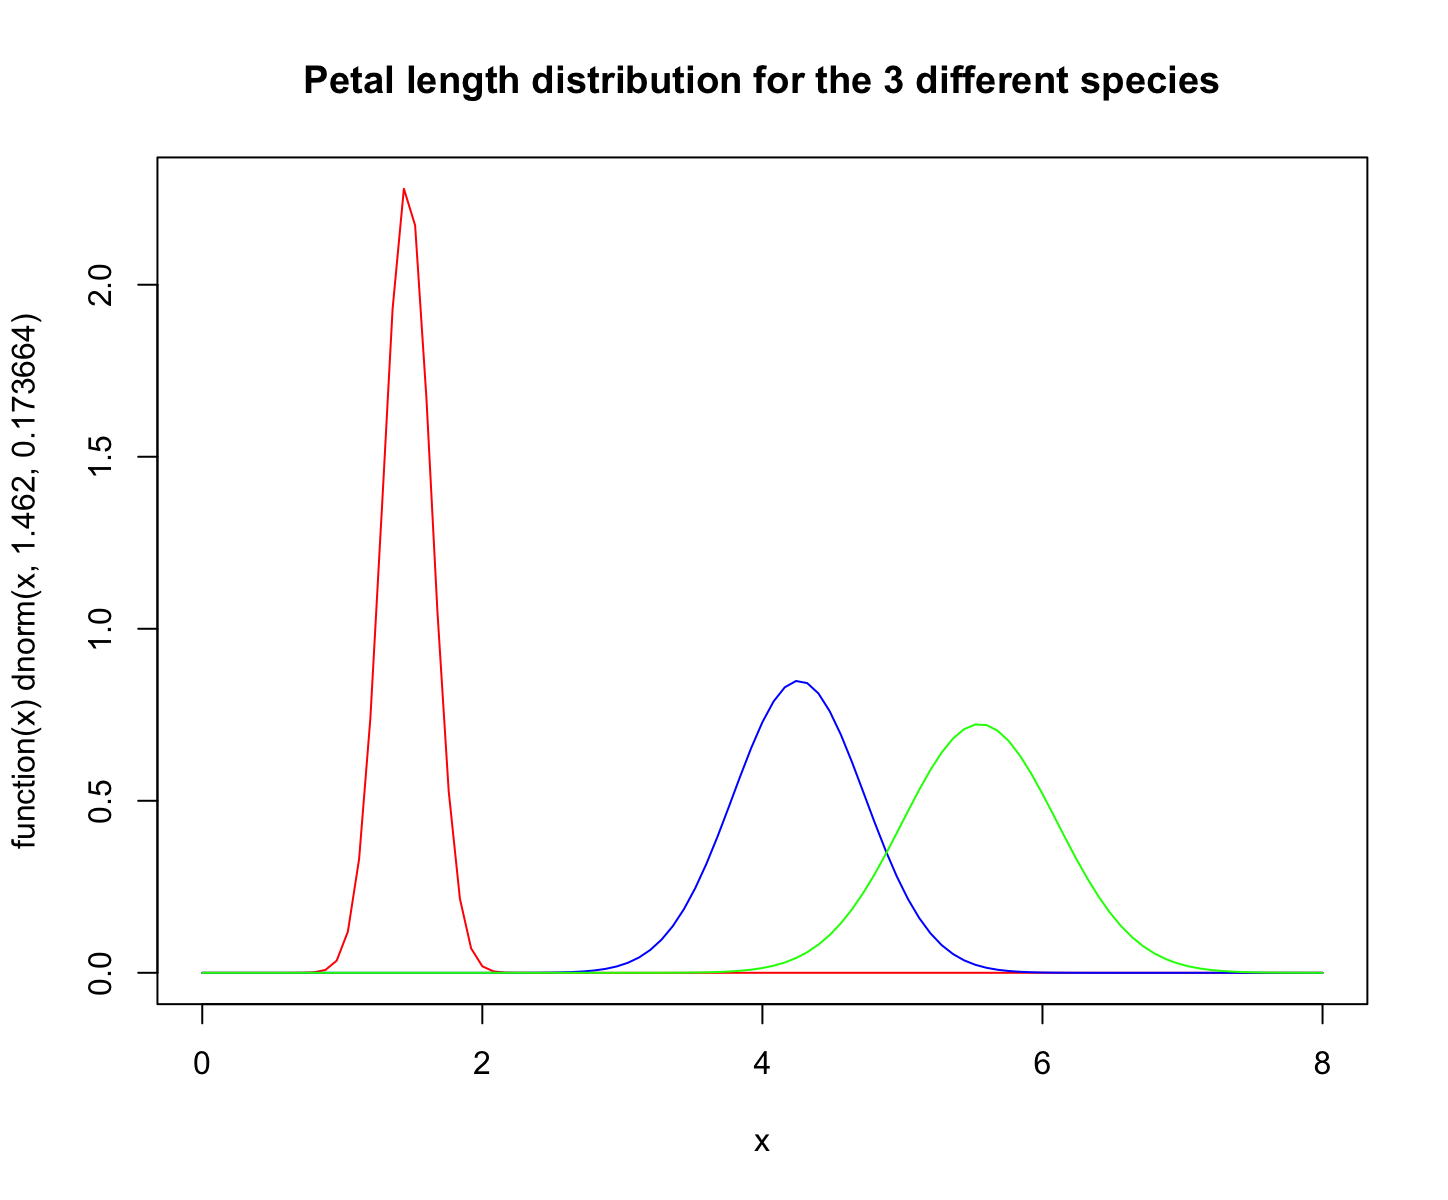 Petal length distribution for the 3 different species
function(x) dnorm(x, 1.462, 0.173664)
2.0
1.5
1.0
0.5
0.0
0 2 4 6 8
x